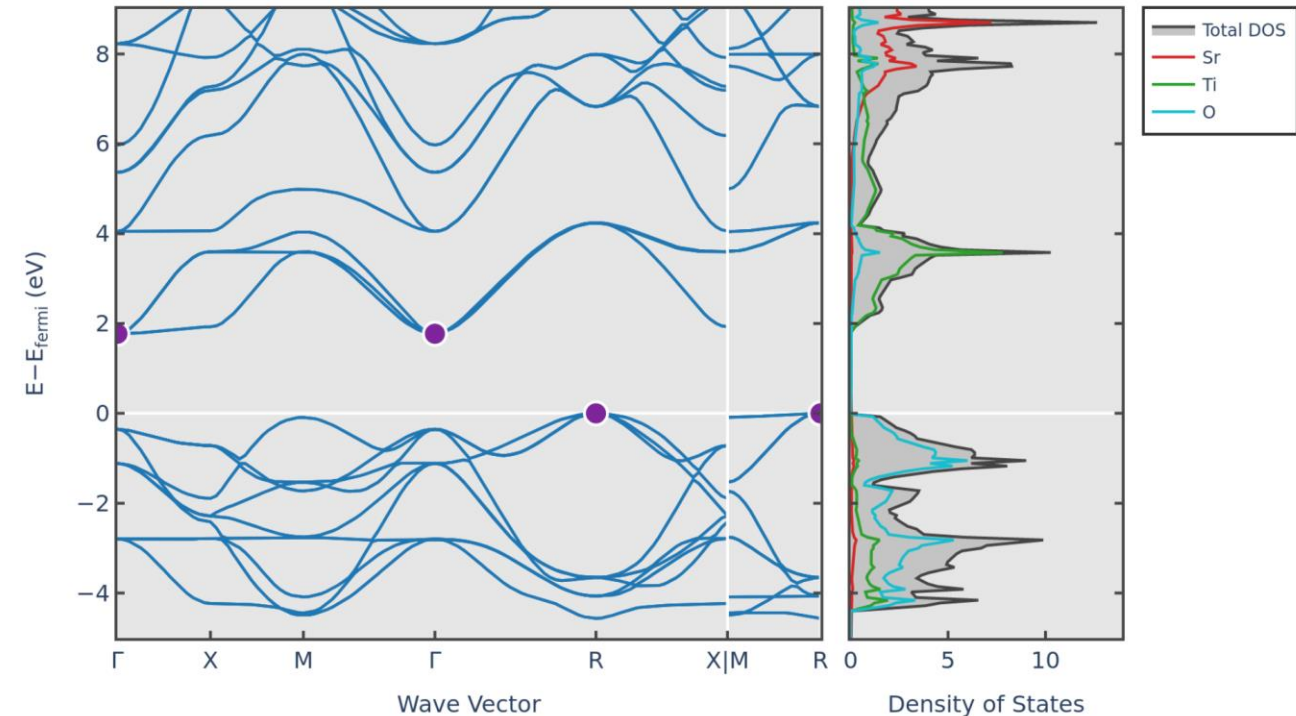 E−E_fermi (eV)
8
6
4
2
0
−2
−4
Γ X M Γ R X|M R
Wave Vector
0 5 10
Density of States
Total DOS
Sr
Ti
O